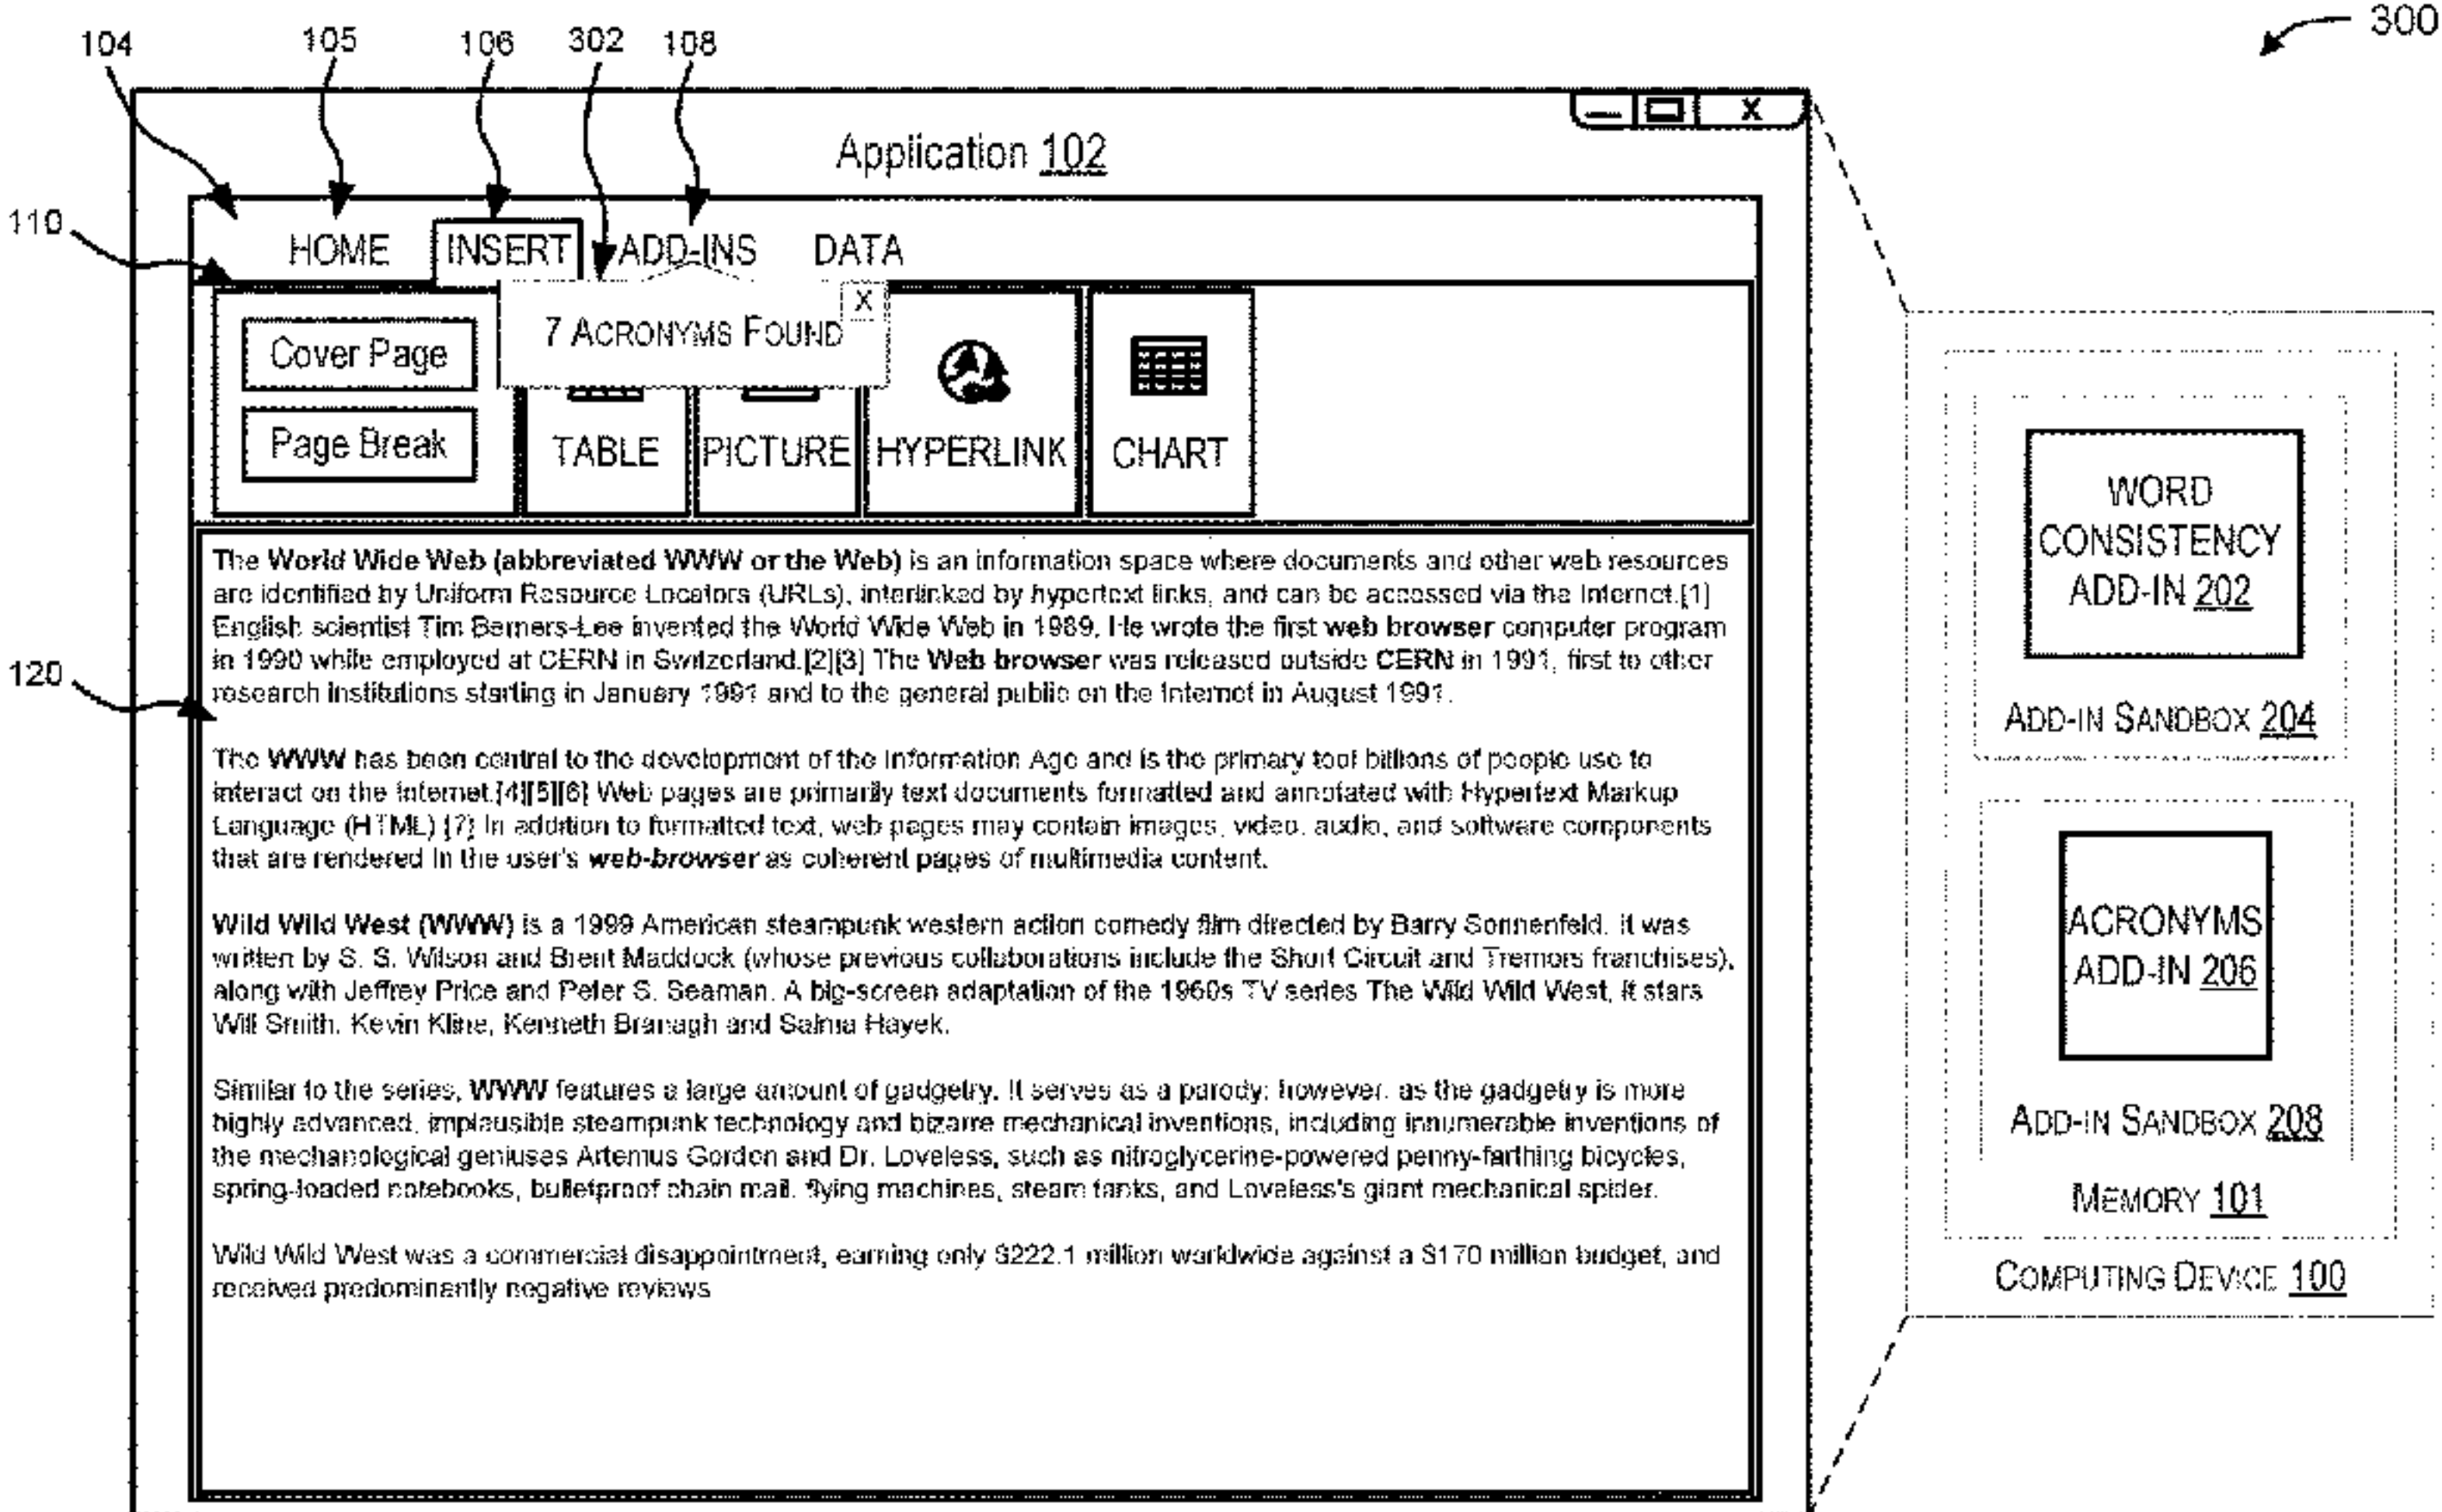 300
104 105 106 302 108
Application 102
X
110
HOME INSERT ADD-INS DATA
X
7 ACRONYMS FOUND
Cover Page
Page Break
TABLE PICTURE HYPERLINK CHART
The World Wide Web (abbreviated WWW or the Web) is an information space where documents and other web resources
are identified by Uniform Resource Locators (URLs), interlinked by hypertext links, and can be accessed via the Internet.[1]
English scientist Tim Berners-Lee invented the World Wide Web in 1989. He wrote the first web browser computer program
in 1990 while employed at CERN in Switzerland.[2][3] The Web browser was released outside CERN in 1991, first to other
research institutions starting in January 1991 and to the general public on the Internet in August 1991.
120
The WWW has been central to the development of the Information Age and is the primary tool billions of people use to
interact on the Internet.[4][5][6] Web pages are primarily text documents formatted and annotated with Hypertext Markup
Language (HTML).[7] In addition to formatted text, web pages may contain images, video, audio, and software components
that are rendered in the user's web-browser as coherent pages of multimedia content.
Wild Wild West (WWW) is a 1999 American steampunk western action comedy film directed by Barry Sonnenfeld. It was
written by S. S. Wilson and Brent Maddock (whose previous collaborations include the Short Circuit and Tremors franchises),
along with Jeffrey Price and Peter S. Seaman. A big-screen adaptation of the 1960s TV series The Wild Wild West, it stars
Will Smith, Kevin Kline, Kenneth Branagh and Salma Hayek.
Similar to the series, WWW features a large amount of gadgetry. It serves as a parody; however, as the gadgetry is more
highly advanced, implausible steampunk technology and bizarre mechanical inventions, including innumerable inventions of
the mechanological geniuses Artemus Gordon and Dr. Loveless, such as nitroglycerine-powered penny-farthing bicycles,
spring-loaded notebooks, bulletproof chain mail, flying machines, steam tanks, and Loveless's giant mechanical spider.
Wild Wild West was a commercial disappointment, earning only $222.1 million worldwide against a $170 million budget, and
received predominantly negative reviews
WORD
CONSISTENCY
ADD-IN 202
ADD-IN SANDBOX 204
ACRONYMS
ADD-IN 206
ADD-IN SANDBOX 208
MEMORY 101
COMPUTING DEVICE 100